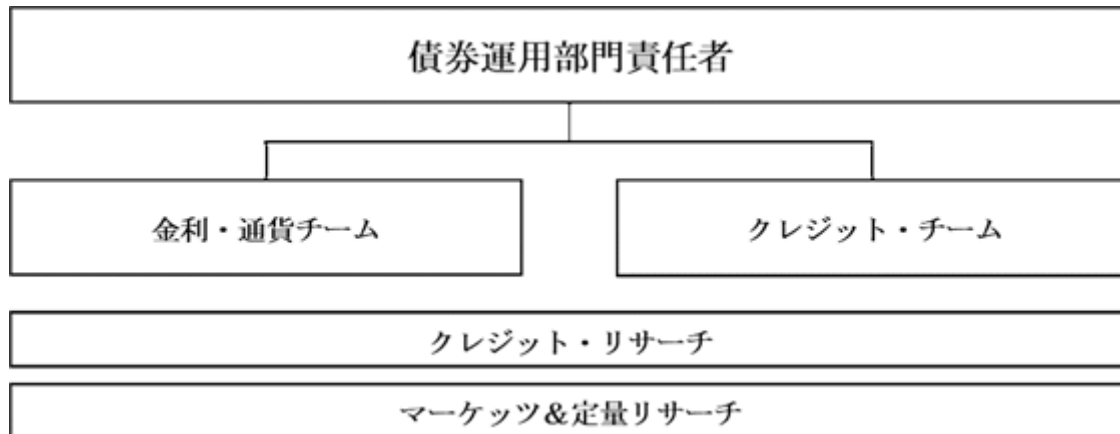 債券運用部門責任者
金利・通貨チーム
クレジット・チーム
クレジット・リサーチ
マーケッツ&定量リサーチ